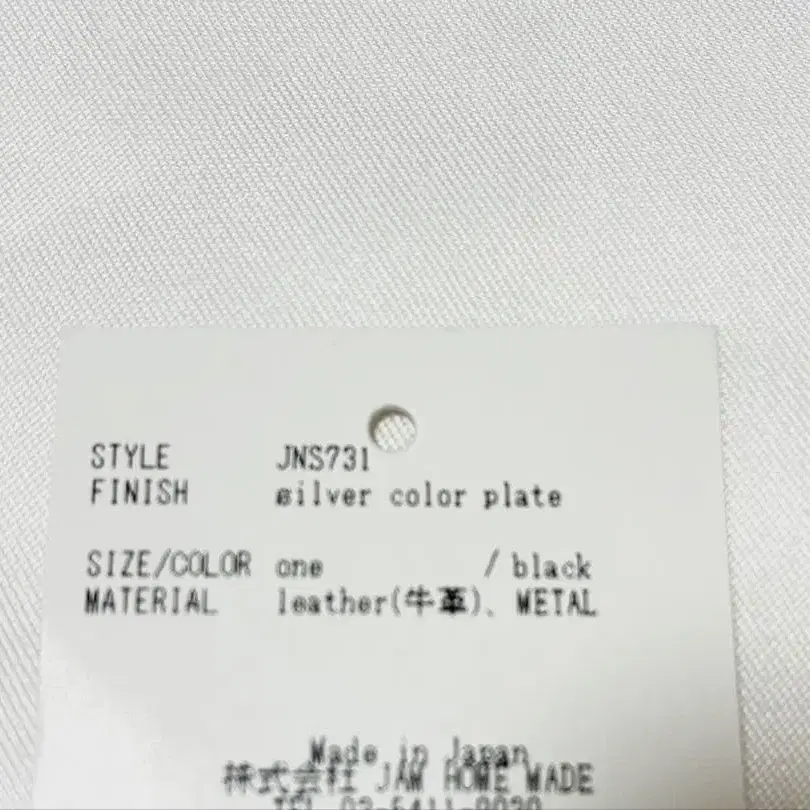 STYLE JNS731
FINISH silver color plate
SIZE/COLOR one / black
MATERIAL leather(牛革)、METAL
Made in Japan
株式会社 JAM HOME MADE
TEL